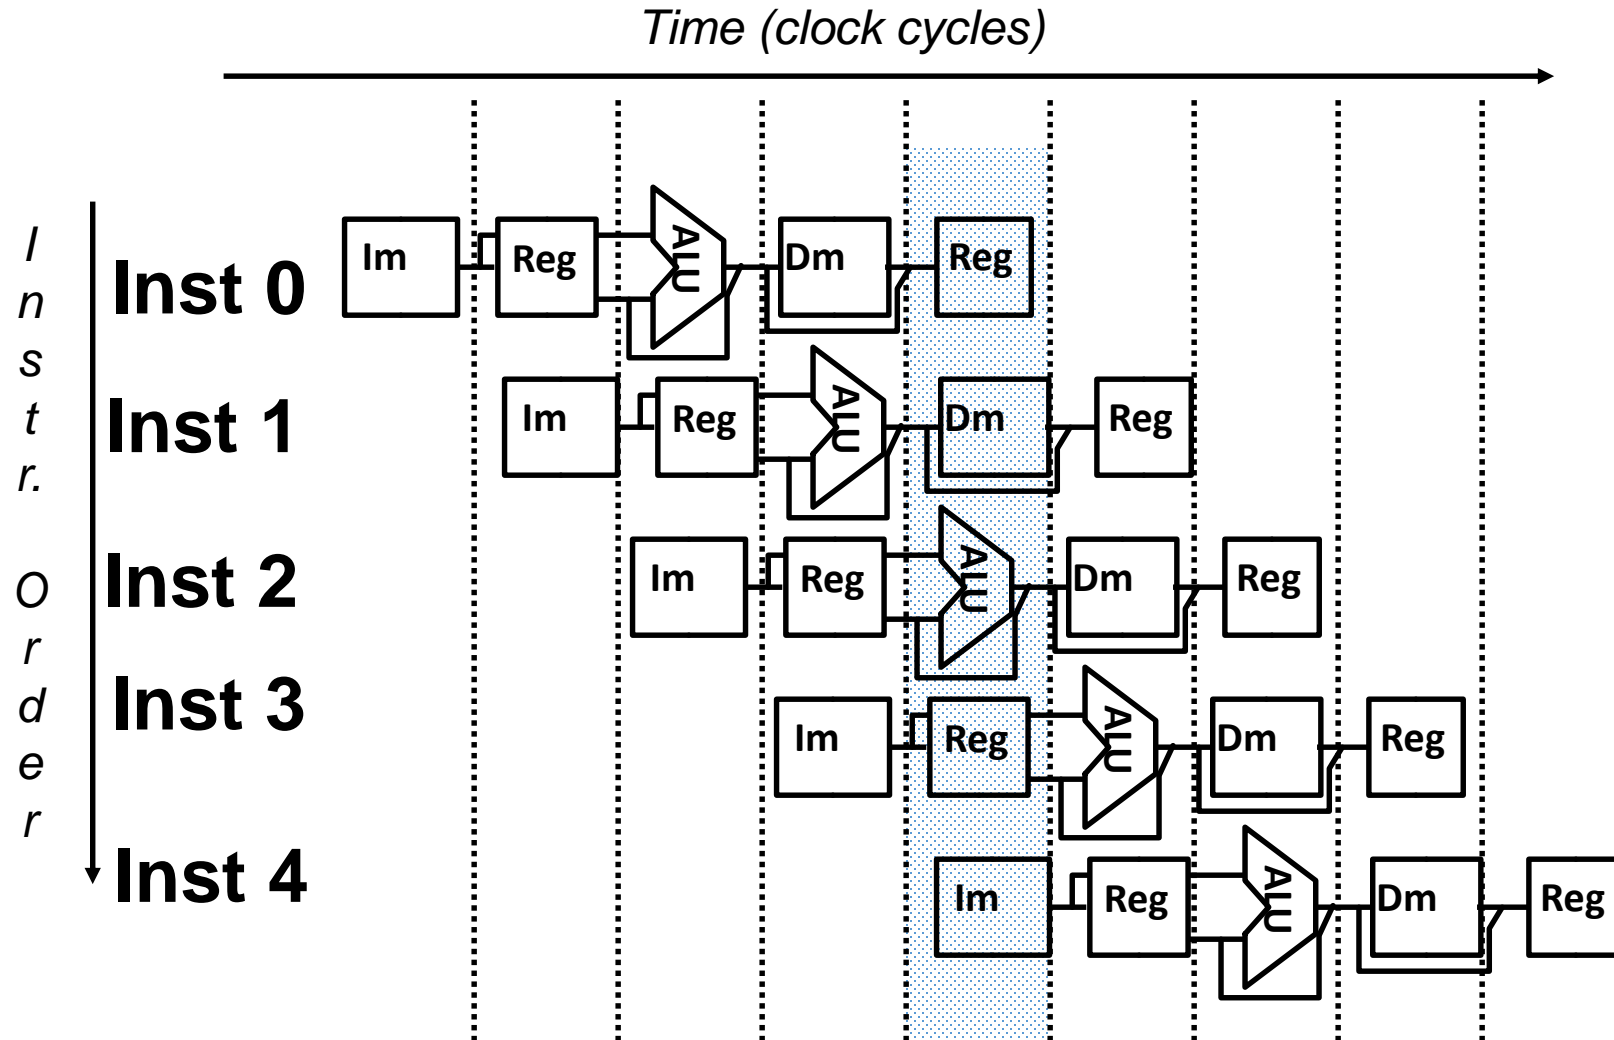 Time (clock cycles)
Instr. Order
Inst 0
Im Reg ALU Dm Reg
Inst 1
Im Reg ALU Dm Reg
Inst 2
Im Reg ALU Dm Reg
Inst 3
Im Reg ALU Dm Reg
Inst 4
Im Reg ALU Dm Reg